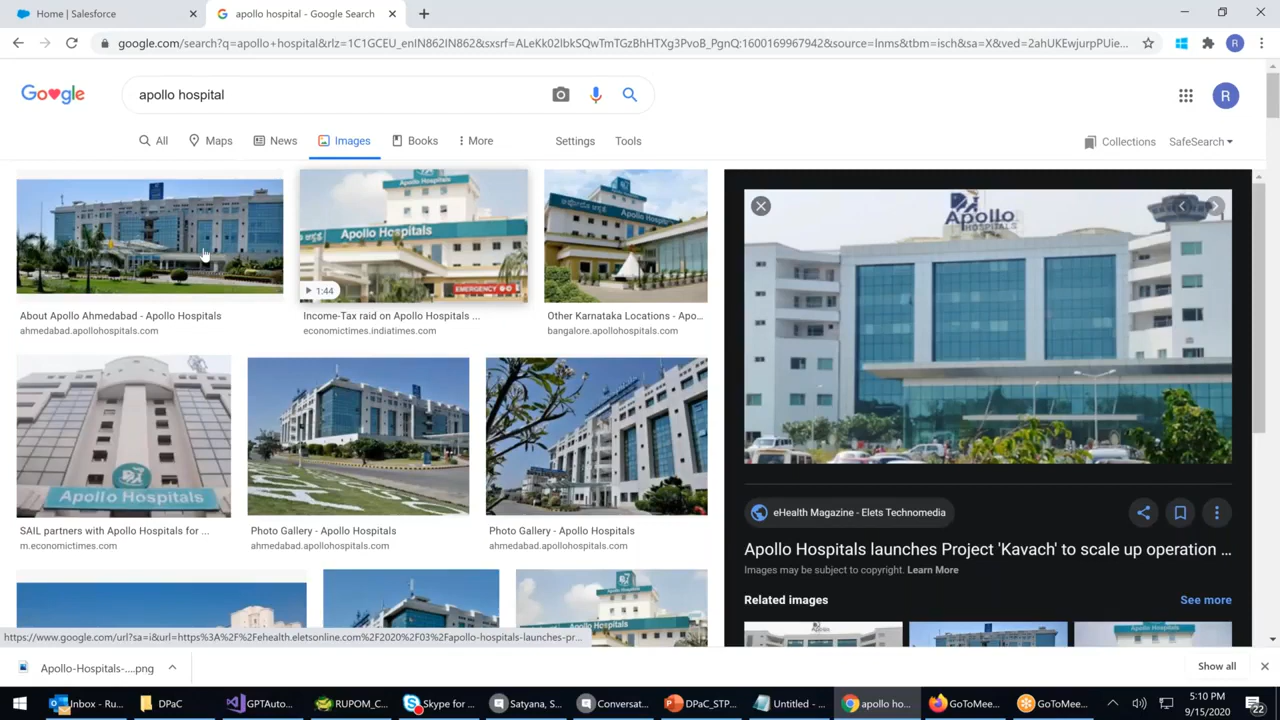 Home | Salesforce
apollo hospital - Google Search
google.com/search?q=apollo+hospital&rlz=1C1GCEU_enIN862IN862&sxsrf=ALeKk02IbkSQwTmTGzBhHTXg3PvoB_PgnQ:1600169967942&source=lnms&tbm=isch&sa=X&ved=2ahUKEwjurpPUie...
R
apollo hospital
R
All
Maps
News
Images
Books
More
Settings
Tools
Collections
SafeSearch
Apollo Hospitals
Apollo Hospitals
EMERGENCY
1:44
Apollo
HOSPITALS
About Apollo Ahmedabad - Apollo Hospitals
ahmedabad.apollohospitals.com
Income-Tax raid on Apollo Hospitals ...
economictimes.indiatimes.com
Other Karnataka Locations - Apo...
bangalore.apollohospitals.com
Apollo Hospitals
SAIL partners with Apollo Hospitals for ...
m.economictimes.com
Photo Gallery - Apollo Hospitals
ahmedabad.apollohospitals.com
Photo Gallery - Apollo Hospitals
ahmedabad.apollohospitals.com
eHealth Magazine - Elets Technomedia
Apollo Hospitals launches Project 'Kavach' to scale up operation ...
Images may be subject to copyright. Learn More
Related images
See more
https://www.google.com/url?sa=i&url=https%3A%2F%2Fehealth.eletsonline.com%2F2020%2F03%2Fapollo-hospitals-launches-pr...
Apollo-Hospitals-....png
Show all
Inbox - Ru...
DPaC
GPTAuto...
RUPOM_C...
Skype for ...
Satyana, S...
Conversat...
DPaC_STP...
Untitled - ...
apollo ho...
GoToMee...
GoToMee...
5:10 PM
9/15/2020
22